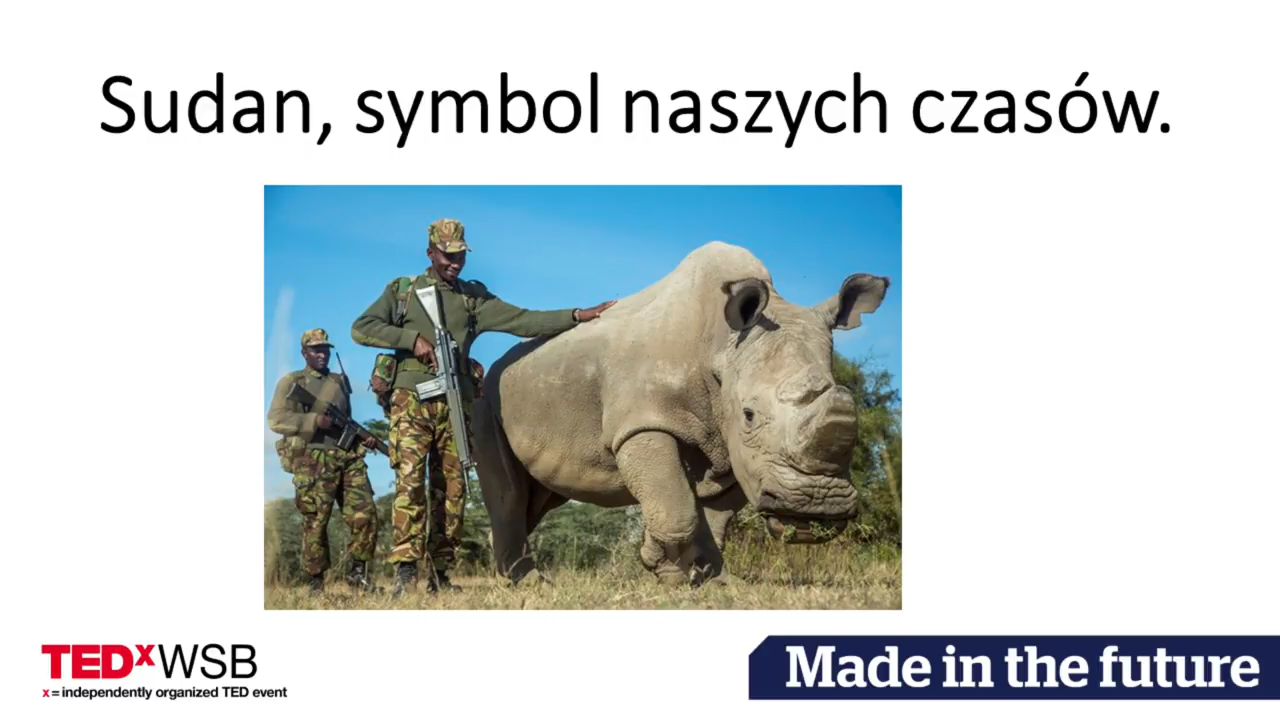 Sudan, symbol naszych czasów.
TEDxWSB
x = independently organized TED event
Made in the future